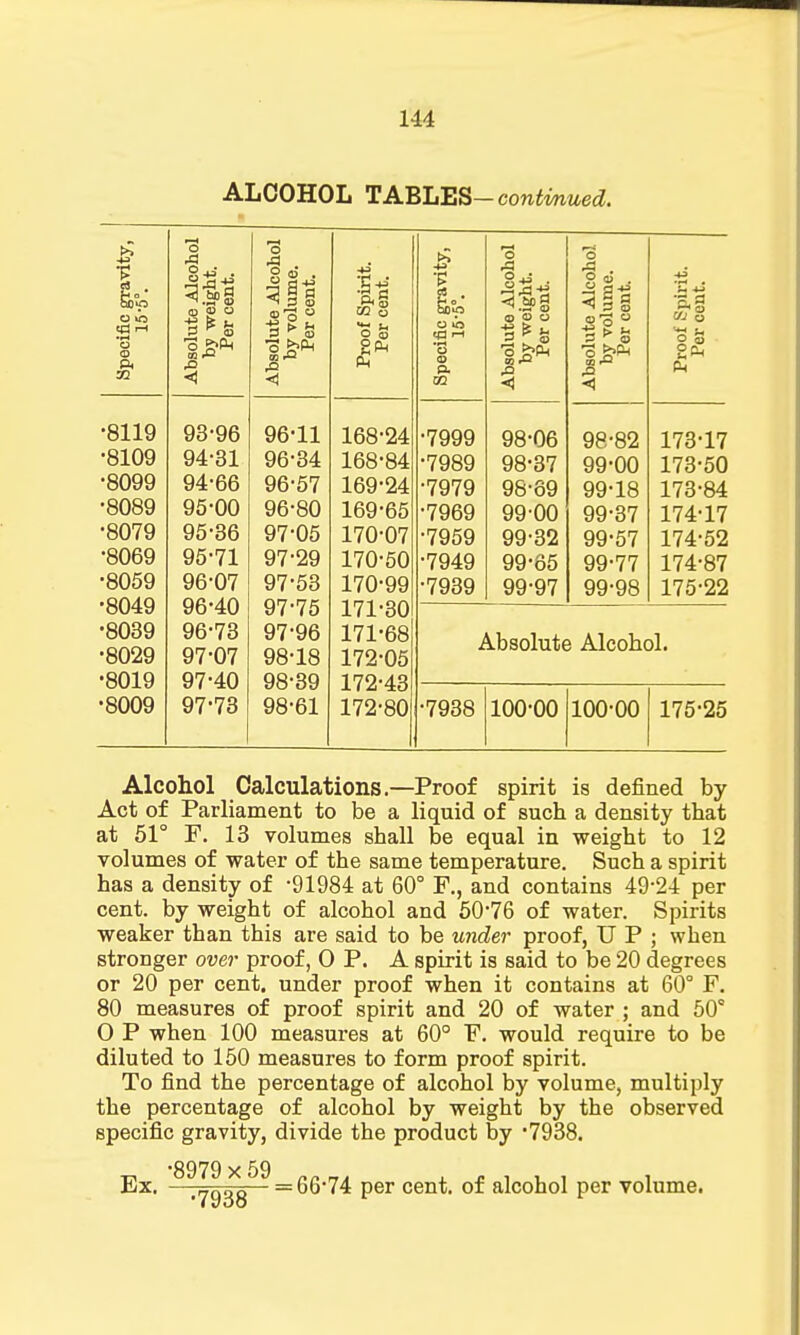 144
ALCOHOL TABLES—continued.
Specific gravity, 15·5°. | Absolute Alcohol by weight. Per cent. | Absolute Alcohol by volume. Per cent. | Proof Spirit. Per cent. | Specific gravity, 15·5°. | Absolute Alcohol by weight. Per cent. | Absolute Alcohol by volume. Per cent. | Proof Spirit. Per cent.
·8119 93·96 96·11 168·24 ·7999 98·06 98·82 173·17
·8109 94·31 96·34 168·84 ·7989 98·37 99·00 173·50
·8099 94·66 96·57 169·24 ·7979 98·69 99·18 173·84
·8089 95·00 96·80 169·65 ·7969 99·00 99·37 174·17
·8079 95·36 97·05 170·07 ·7959 99·32 99·57 174·52
·8069 95·71 97·29 170·50 ·7949 99·65 99·77 174·87
·8059 96·07 97·53 170·99 ·7939 99·97 99·98 175·22
·8049 96·40 97·75 171·30
·8039 96·73 97·96 171·68 Absolute Alcohol.
·8029 97·07 98·18 172·05
·8019 97·40 98·39 172·43
·8009 97·73 98·61 172·80 ·7938 100·00 100·00 175·25
Alcohol Calculations.—Proof spirit is defined by
Act of Parliament to be a liquid of such a density that
at 51° F. 13 volumes shall be equal in weight to 12
volumes of water of the same temperature. Such a spirit
has a density of ·91984 at 60° F., and contains 49·24 per
cent. by weight of alcohol and 50·76 of water. Spirits
weaker than this are said to be under proof, U P ; when
stronger over proof, O P. A spirit is said to be 20 degrees
or 20 per cent. under proof when it contains at 60° F.
80 measures of proof spirit and 20 of water ; and 50°
O P when 100 measures at 60° F. would require to be
diluted to 150 measures to form proof spirit.
To find the percentage of alcohol by volume, multiply
the percentage of alcohol by weight by the observed
specific gravity, divide the product by ·7938.
Ex. ·8979 × 59 / ·7938 = 66·74 per cent. of alcohol per volume.